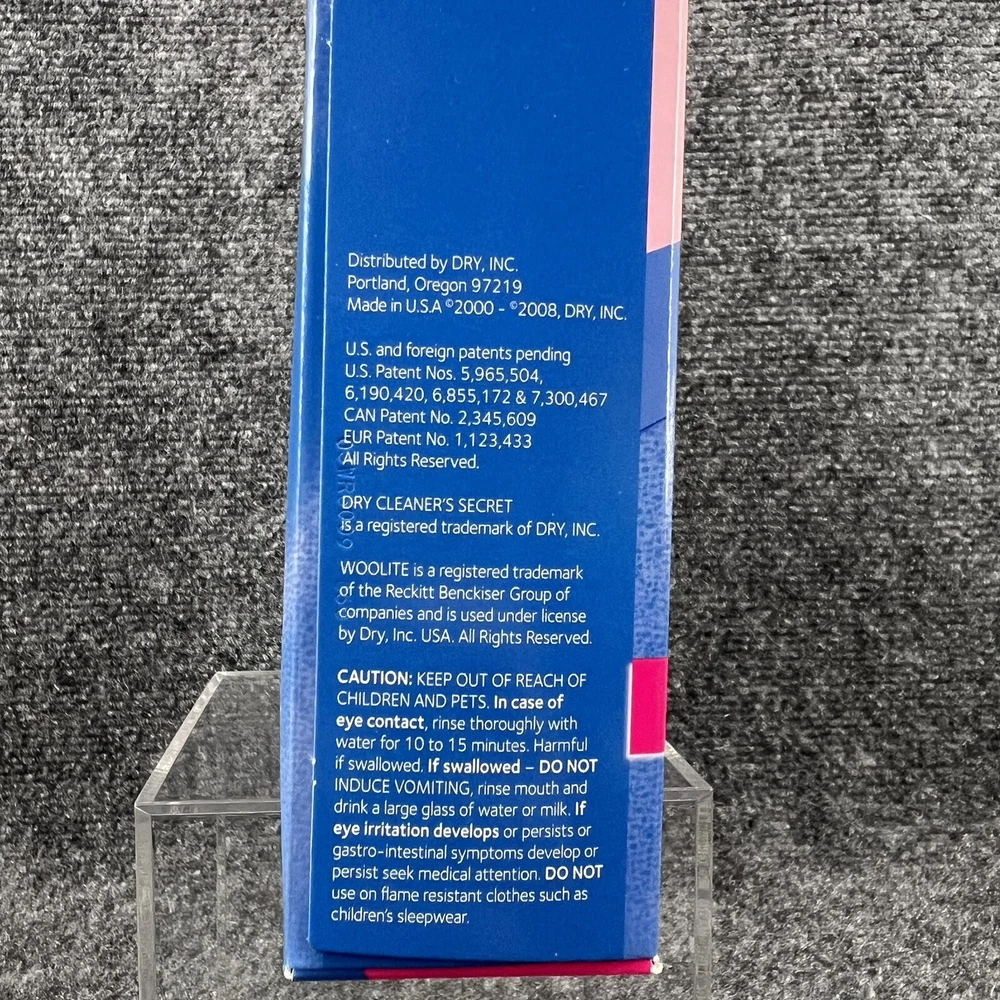 Distributed by DRY, INC.
Portland, Oregon 97219
Made in U.S.A ©2000 - ©2008, DRY, INC.
U.S. and foreign patents pending
U.S. Patent Nos. 5,965,504,
6,190,420, 6,855,172 & 7,300,467
CAN Patent No. 2,345,609
EUR Patent No. 1,123,433
All Rights Reserved.
DRY CLEANER'S SECRET
is a registered trademark of DRY, INC.
WOOLITE is a registered trademark
of the Reckitt Benckiser Group of
companies and is used under license
by Dry, Inc. USA. All Rights Reserved.
CAUTION: KEEP OUT OF REACH OF
CHILDREN AND PETS. In case of
eye contact, rinse thoroughly with
water for 10 to 15 minutes. Harmful
if swallowed. If swallowed – DO NOT
INDUCE VOMITING, rinse mouth and
drink a large glass of water or milk. If
eye irritation develops or persists or
gastro-intestinal symptoms develop or
persist seek medical attention. DO NOT
use on flame resistant clothes such as
children's sleepwear.